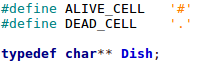 #define ALIVE_CELL '#'
#define DEAD_CELL '.'
typedef char** Dish;